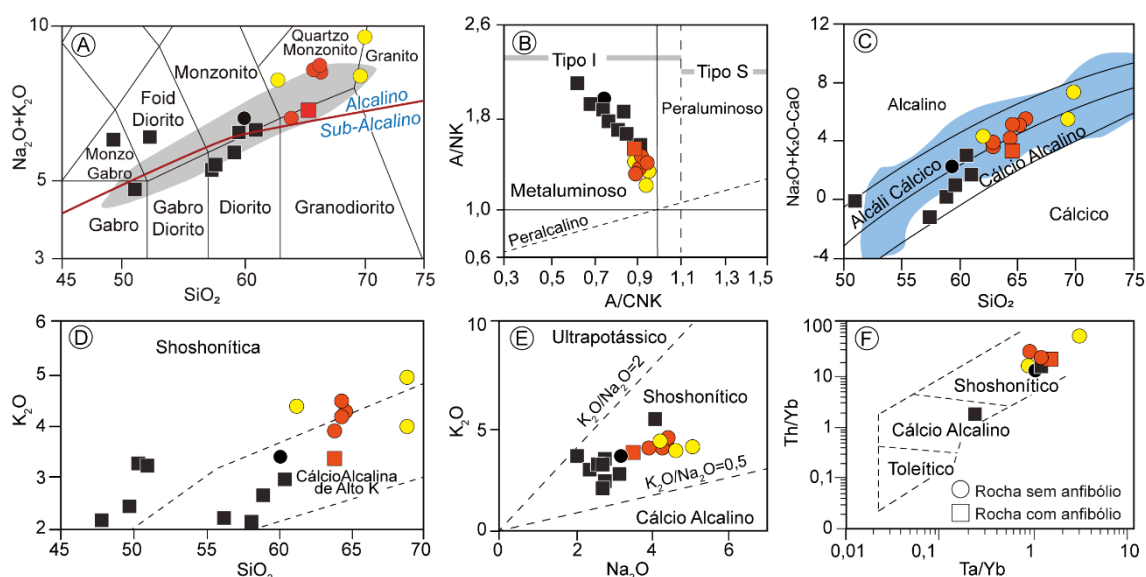 A
10
5
3
Na₂O+K₂O
Foid
Diorito
Monzo
Gabro
Gabro
Gabro
Diorito
Monzonito
Diorito
Quartzo
Monzonito
Granito
Alcalino
Sub-Alcalino
Granodiorito
45 50 60 70 75
SiO₂
B
2,6
1,8
1,0
0,6
A/NK
Tipo I
Tipo S
Peraluminoso
Metaluminoso
Peralcalino
0,3 0,5 0,7 0,9 1,1 1,3 1,5
A/CNK
C
12
8
4
0
-4
Na₂O+K₂O-CaO
Alcalino
Alcáli Cálcico
Cálcio Alcalino
Cálcico
50 55 60 65 70 75
SiO₂
D
6
5
4
3
2
K₂O
Shoshonítica
CálcioAlcalina
de Alto K
45 50 55 60 65 70
SiO₂
E
10
5
0
K₂O
Ultrapotássico
K₂O/Na₂O=2
Shoshonítico
K₂O/Na₂O=0,5
Cálcio Alcalino
0 2 4 6
Na₂O
F
100
10
1
0,1
0,01
Th/Yb
Shoshonítico
Cálcio Alcalino
Toleítico
Rocha sem anfibólio
Rocha com anfibólio
0,01 0,1 1 10
Ta/Yb